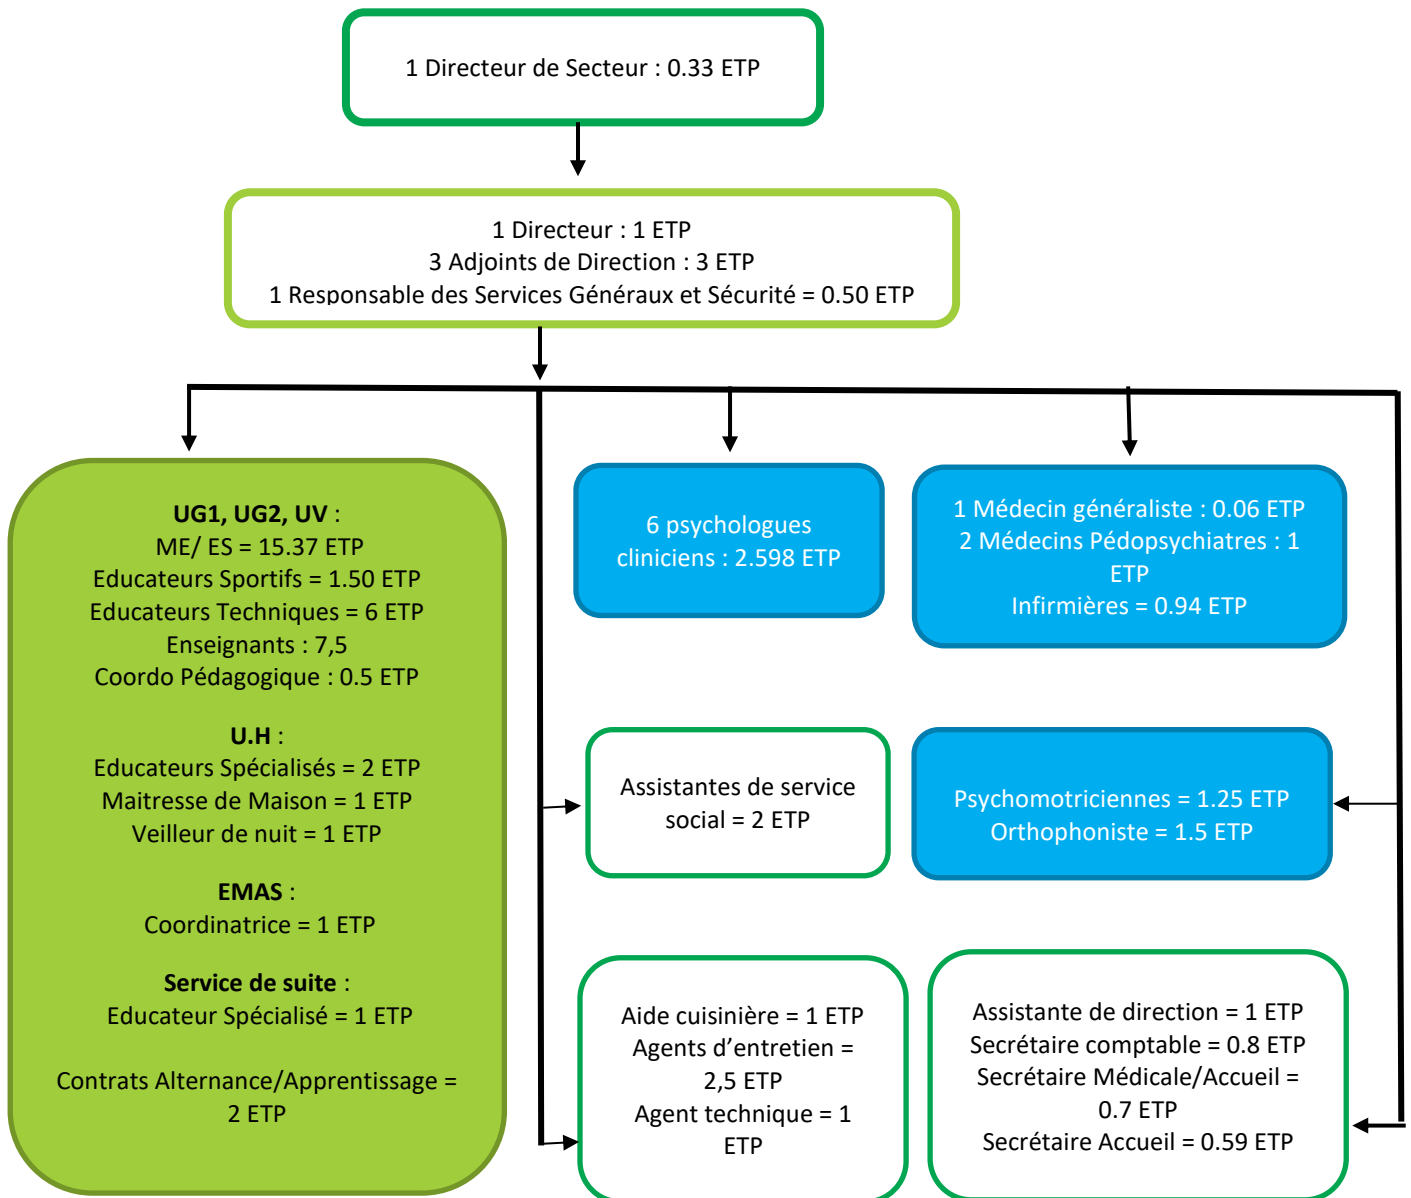 1 Directeur de Secteur : 0.33 ETP
1 Directeur : 1 ETP
3 Adjoints de Direction : 3 ETP
1 Responsable des Services Généraux et Sécurité = 0.50 ETP
UG1, UG2, UV :
ME/ ES = 15.37 ETP
Educateurs Sportifs = 1.50 ETP
Educateurs Techniques = 6 ETP
Enseignants : 7,5
Coordo Pédagogique : 0.5 ETP
U.H :
Educateurs Spécialisés = 2 ETP
Maitresse de Maison = 1 ETP
Veilleur de nuit = 1 ETP
EMAS :
Coordinatrice = 1 ETP
Service de suite :
Educateur Spécialisé = 1 ETP
Contrats Alternance/Apprentissage =
2 ETP
6 psychologues
cliniciens : 2.598 ETP
1 Médecin généraliste : 0.06 ETP
2 Médecins Pédopsychiatres : 1
ETP
Infirmières = 0.94 ETP
Assistantes de service
social = 2 ETP
Psychomotriciennes = 1.25 ETP
Orthophoniste = 1.5 ETP
Aide cuisinière = 1 ETP
Agents d’entretien =
2,5 ETP
Agent technique = 1
ETP
Assistante de direction = 1 ETP
Secrétaire comptable = 0.8 ETP
Secrétaire Médicale/Accueil =
0.7 ETP
Secrétaire Accueil = 0.59 ETP